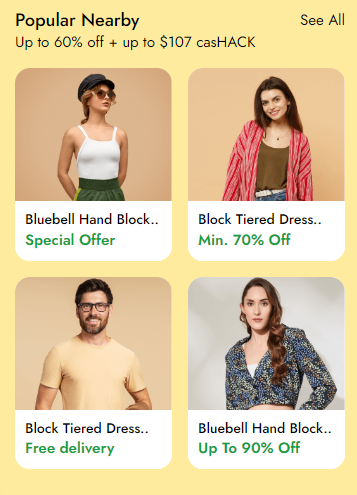 Popular Nearby
See All
Up to 60% off + up to $107 casHACK
Bluebell Hand Block..
Special Offer
Block Tiered Dress..
Min. 70% Off
Block Tiered Dress..
Free delivery
Bluebell Hand Block..
Up To 90% Off